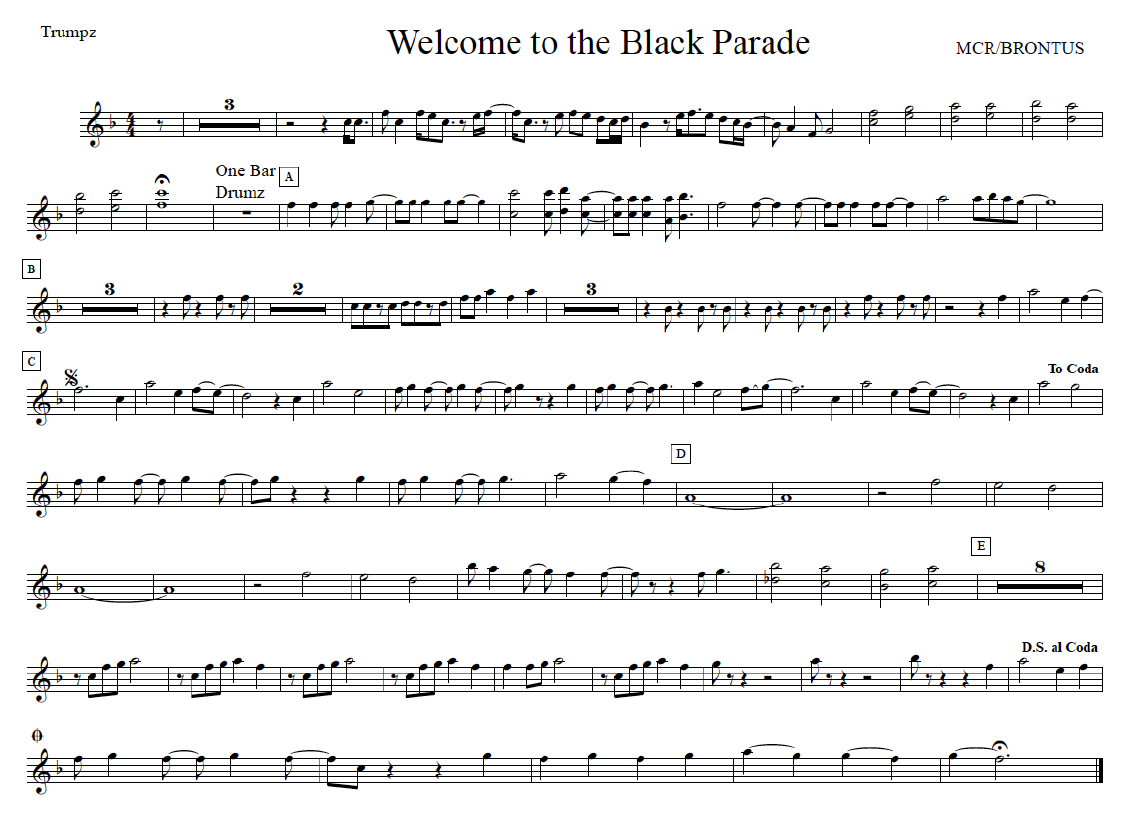 Trumpz
Welcome to the Black Parade
MCR/BRONTUS
3
One Bar
Drumz
A
B
3
2
3
C
To Coda
D
E
8
D.S. al Coda